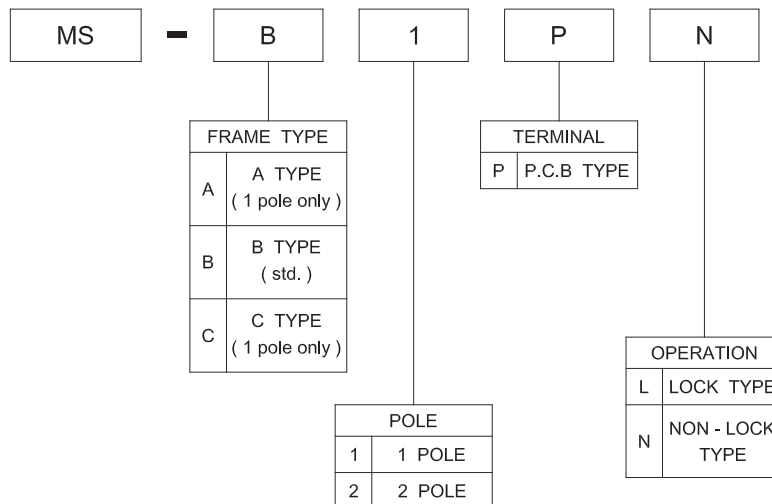 MS - B 1 P N
FRAME TYPE
A A TYPE
( 1 pole only )
B B TYPE
( std. )
C C TYPE
( 1 pole only )
TERMINAL
P P.C.B TYPE
OPERATION
L LOCK TYPE
N NON - LOCK
TYPE
POLE
1 1 POLE
2 2 POLE